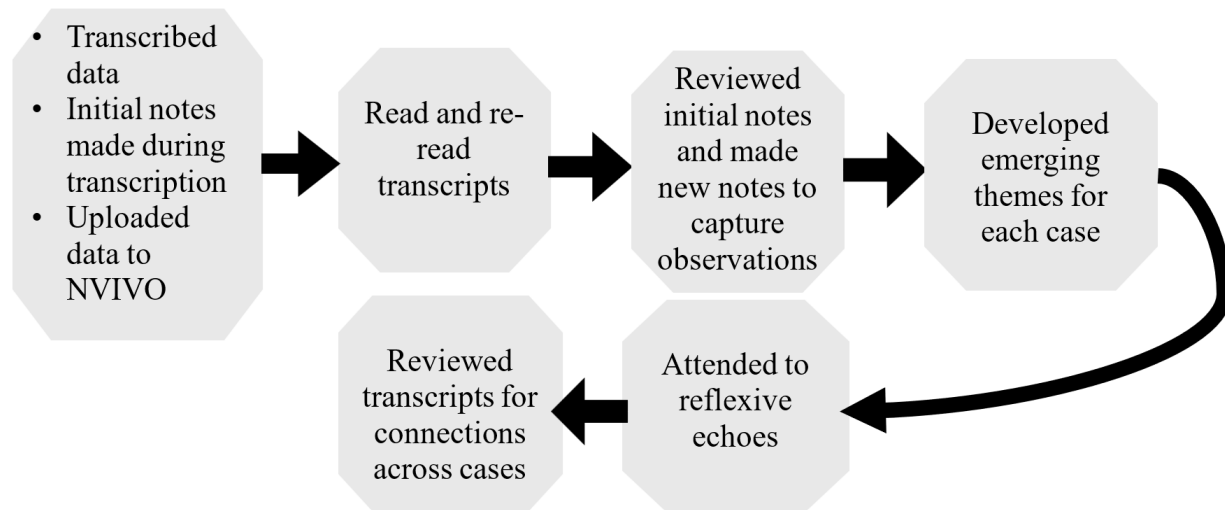 • Transcribed
data
• Initial notes
made during
transcription
• Uploaded
data to
NVIVO
Read and re-
read
transcripts
Reviewed
initial notes
and made
new notes to
capture
observations
Developed
emerging
themes for
each case
Attended to
reflexive
echoes
Reviewed
transcripts for
connections
across cases